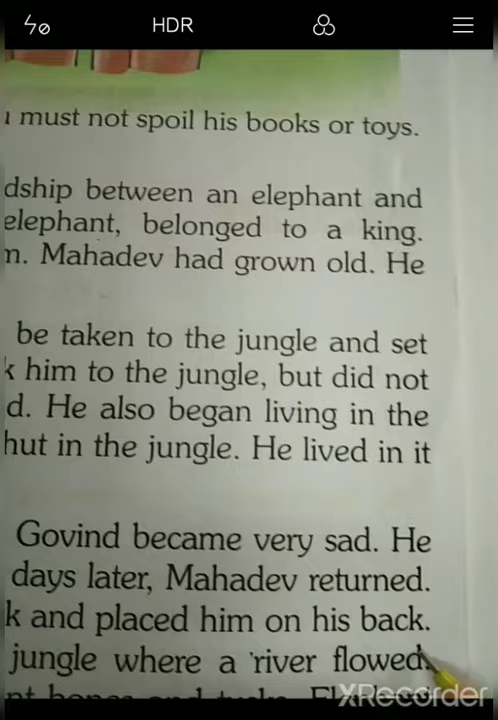 HDR
must not spoil his books or toys.
dship between an elephant and
elephant, belonged to a king.
n. Mahadev had grown old. He
be taken to the jungle and set
k him to the jungle, but did not
d. He also began living in the
hut in the jungle. He lived in it
Govind became very sad. He
days later, Mahadev returned.
k and placed him on his back.
jungle where a river flowed.
XRecorder